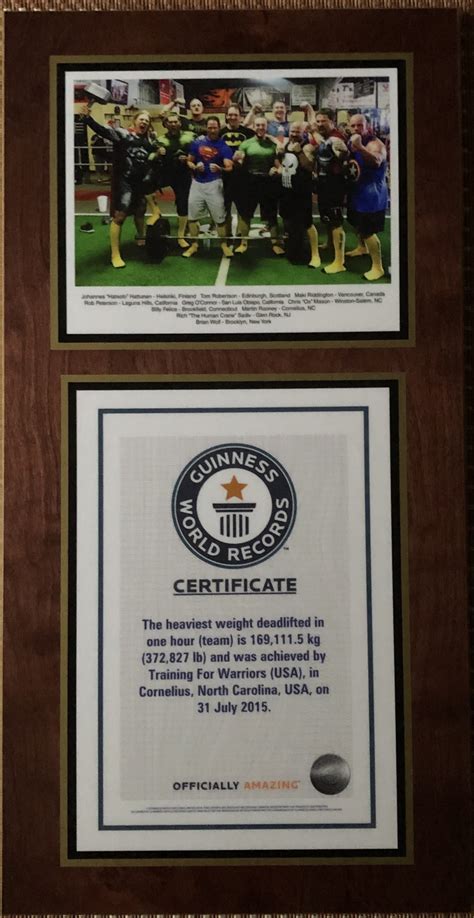 Johannes "Hatsolo" Hattunen - Helsinki, Finland Tom Robertson - Edinburgh, Scotland Maki Riddington - Vancouver, Canada
Rob Peterson - Laguna Hills, California Greg O'Connor - San Luis Obispo, California Chris "Ox" Mason - Winston-Salem, NC
Billy Felice - Brookfield, Connecticut Martin Rooney - Cornelius, NC
Rich "The Human Crane" Sadiv - Glen Rock, NJ
Brian Wolf - Brooklyn, New York
GUINNESS
WORLD RECORDS
TM
CERTIFICATE
The heaviest weight deadlifted in
one hour (team) is 169,111.5 kg
(372,827 lb) and was achieved by
Training For Warriors (USA), in
Cornelius, North Carolina, USA, on
31 July 2015.
OFFICIALLY AMAZING